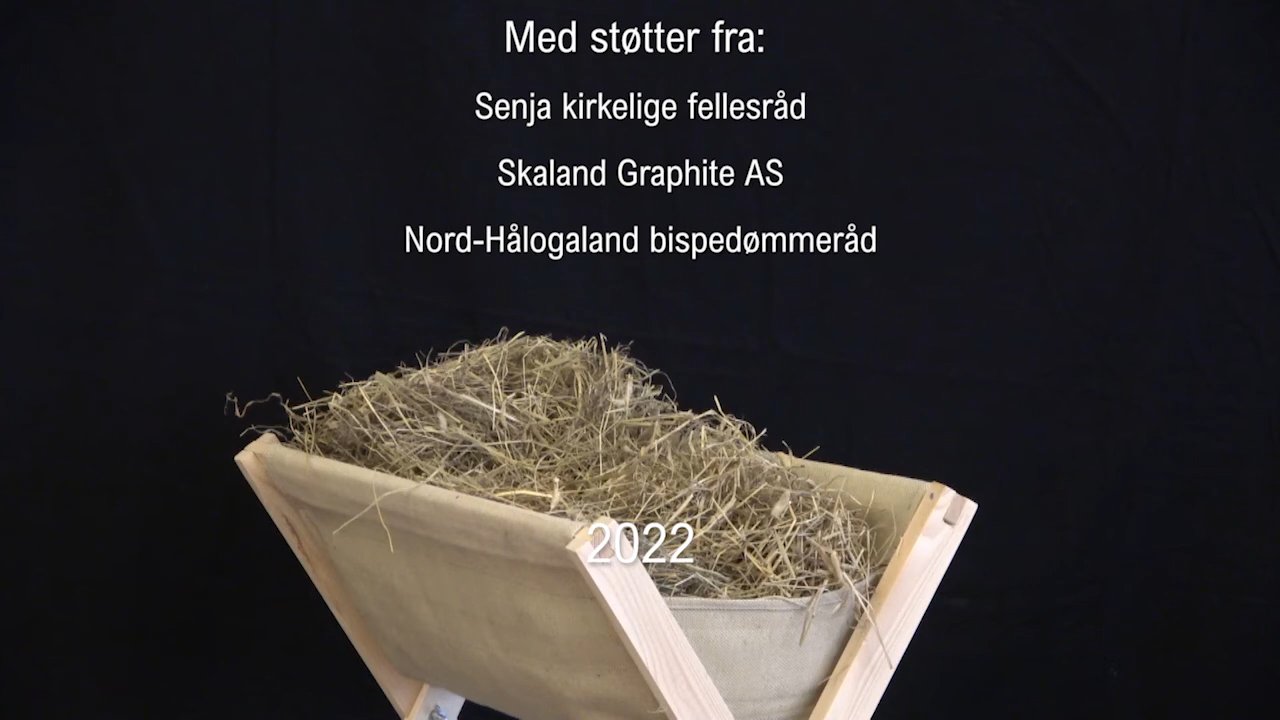 Med støtter fra:
Senja kirkelige fellesråd
Skaland Graphite AS
Nord-Hålogaland bispedømmeråd
2022